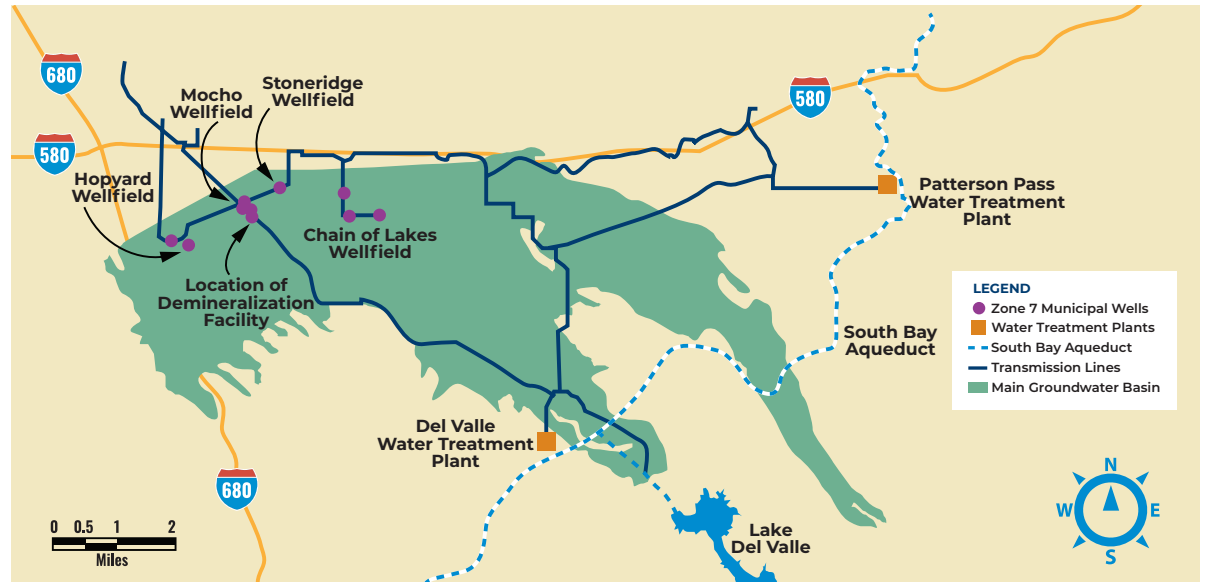 680
580
Mocho
Wellfield
Stoneridge
Wellfield
580
Hopyard
Wellfield
Chain of Lakes
Wellfield
Location of
Demineralization
Facility
Patterson Pass
Water Treatment
Plant
South Bay
Aqueduct
LEGEND
Zone 7 Municipal Wells
Water Treatment Plants
South Bay Aqueduct
Transmission Lines
Main Groundwater Basin
Del Valle
Water Treatment
Plant
680
Lake
Del Valle
0 0.5 1 2
Miles
N
W E
S